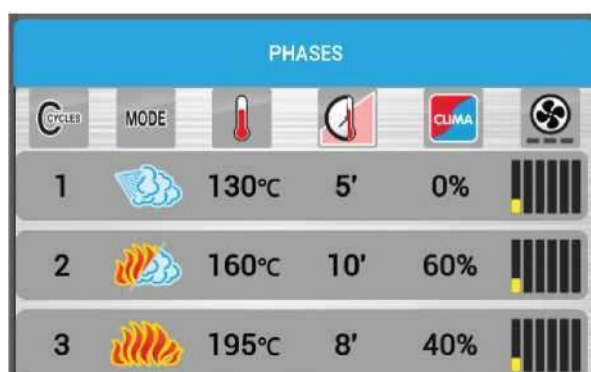 PHASES
CYCLES MODE CLIMA
1 130°C 5' 0%
2 160°C 10' 60%
3 195°C 8' 40%